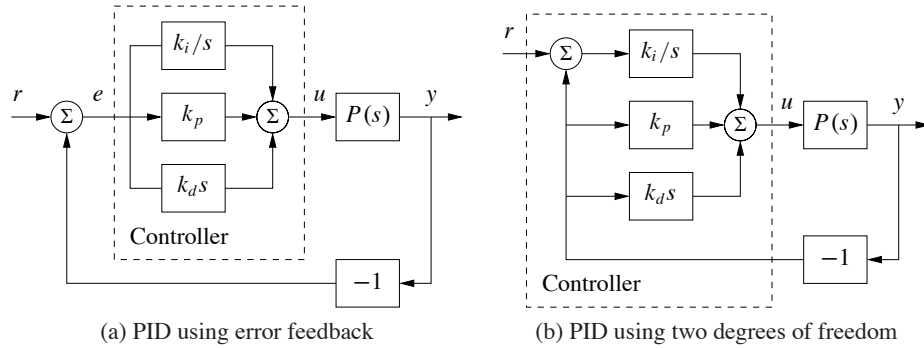 r
Σ
e
k_i/s
k_p
k_d s
Σ
u
P(s)
y
Controller
−1
(a) PID using error feedback
r
Σ
k_i/s
k_p
k_d s
Σ
u
P(s)
y
−1
Controller
(b) PID using two degrees of freedom